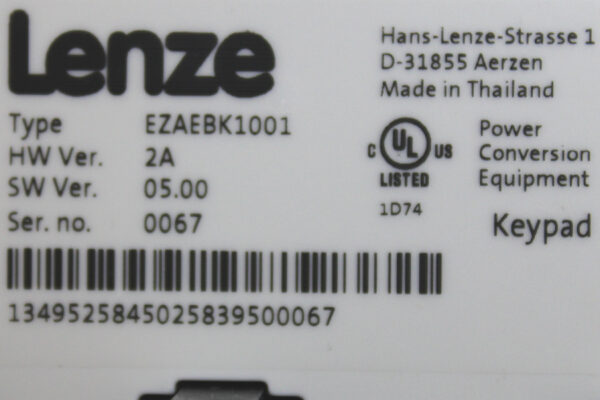 Lenze
Hans-Lenze-Strasse 1
D-31855 Aerzen
Made in Thailand
Type EZAEBK1001
HW Ver. 2A
SW Ver. 05.00
Ser. no. 0067
C UL US
LISTED
1D74
Power
Conversion
Equipment
Keypad
1349525845025839500067